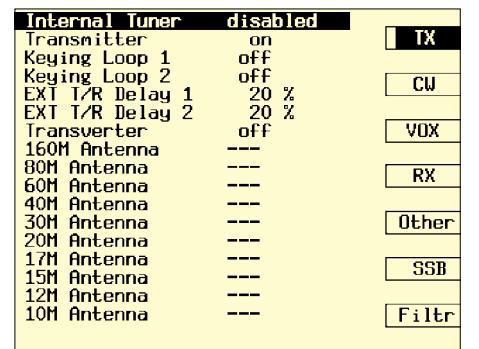 Internal Tuner disabled
Transmitter on
Keying Loop 1 off
Keying Loop 2 off
EXT T/R Delay 1 20 %
EXT T/R Delay 2 20 %
Transverter off
160M Antenna ---
80M Antenna ---
60M Antenna ---
40M Antenna ---
30M Antenna ---
20M Antenna ---
17M Antenna ---
15M Antenna ---
12M Antenna ---
10M Antenna ---
TX
CW
VOX
RX
Other
SSB
Filtr